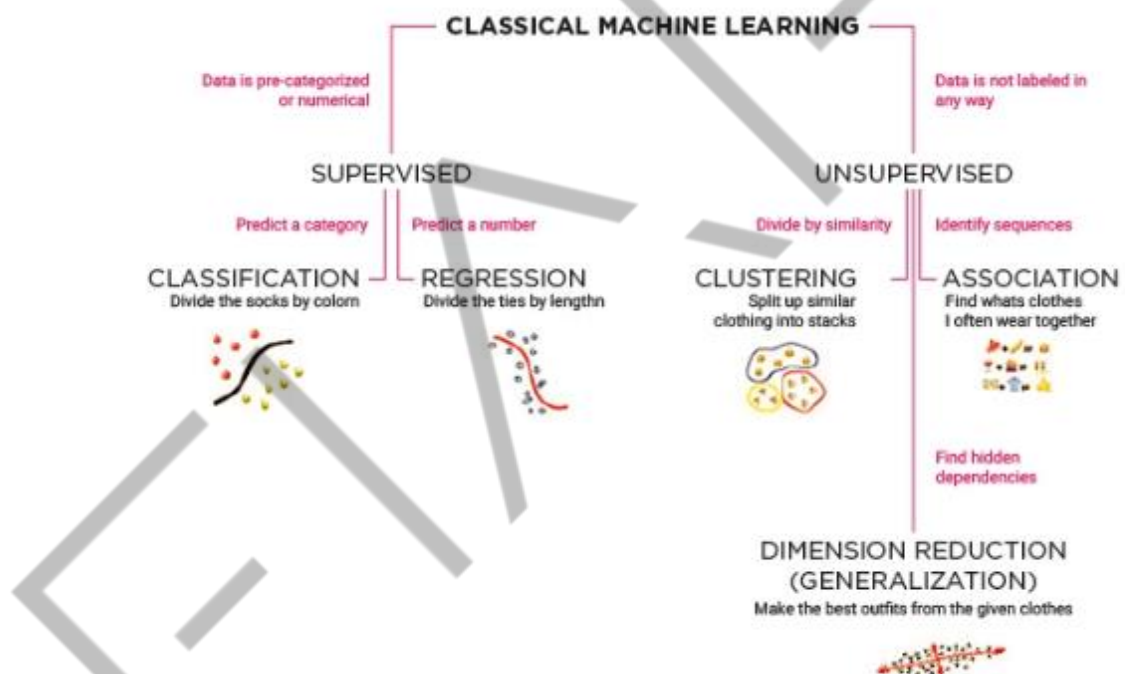 CLASSICAL MACHINE LEARNING
Data is pre-categorized
or numerical
Data is not labeled in
any way
SUPERVISED
UNSUPERVISED
Predict a category
Predict a number
Divide by similarity
Identify sequences
CLASSIFICATION
Divide the socks by colorn
REGRESSION
Divide the ties by lengthn
CLUSTERING
Split up similar
clothing into stacks
ASSOCIATION
Find whats clothes
I often wear together
Find hidden
dependencies
DIMENSION REDUCTION
(GENERALIZATION)
Make the best outfits from the given clothes